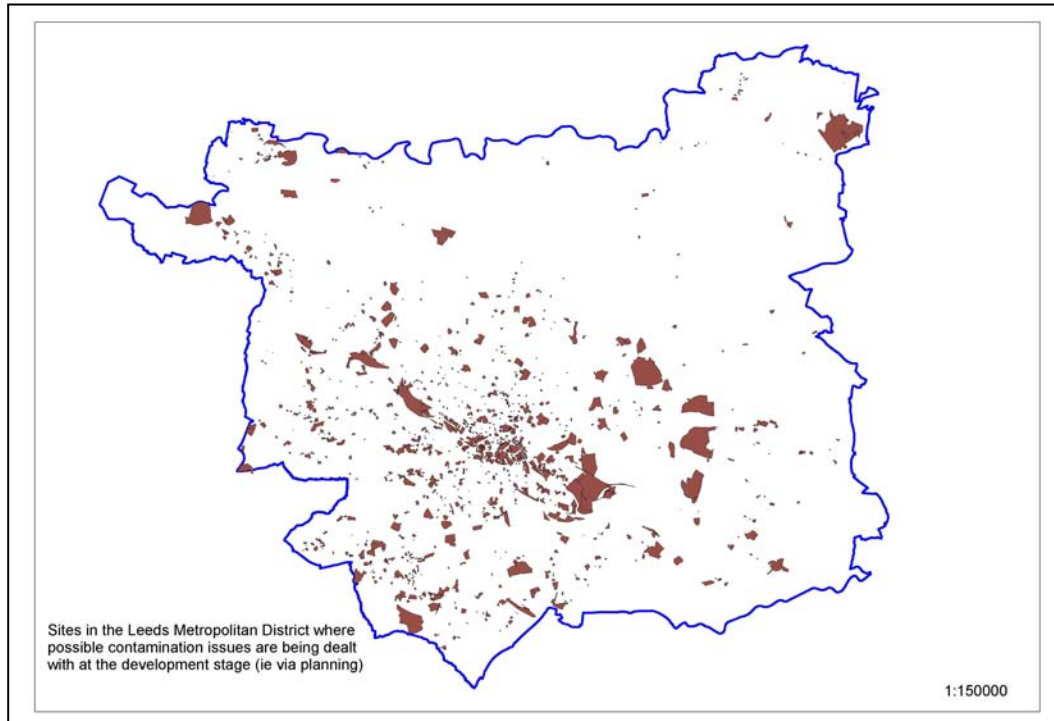 Sites in the Leeds Metropolitan District where
possible contamination issues are being dealt
with at the development stage (ie via planning)
1:150000